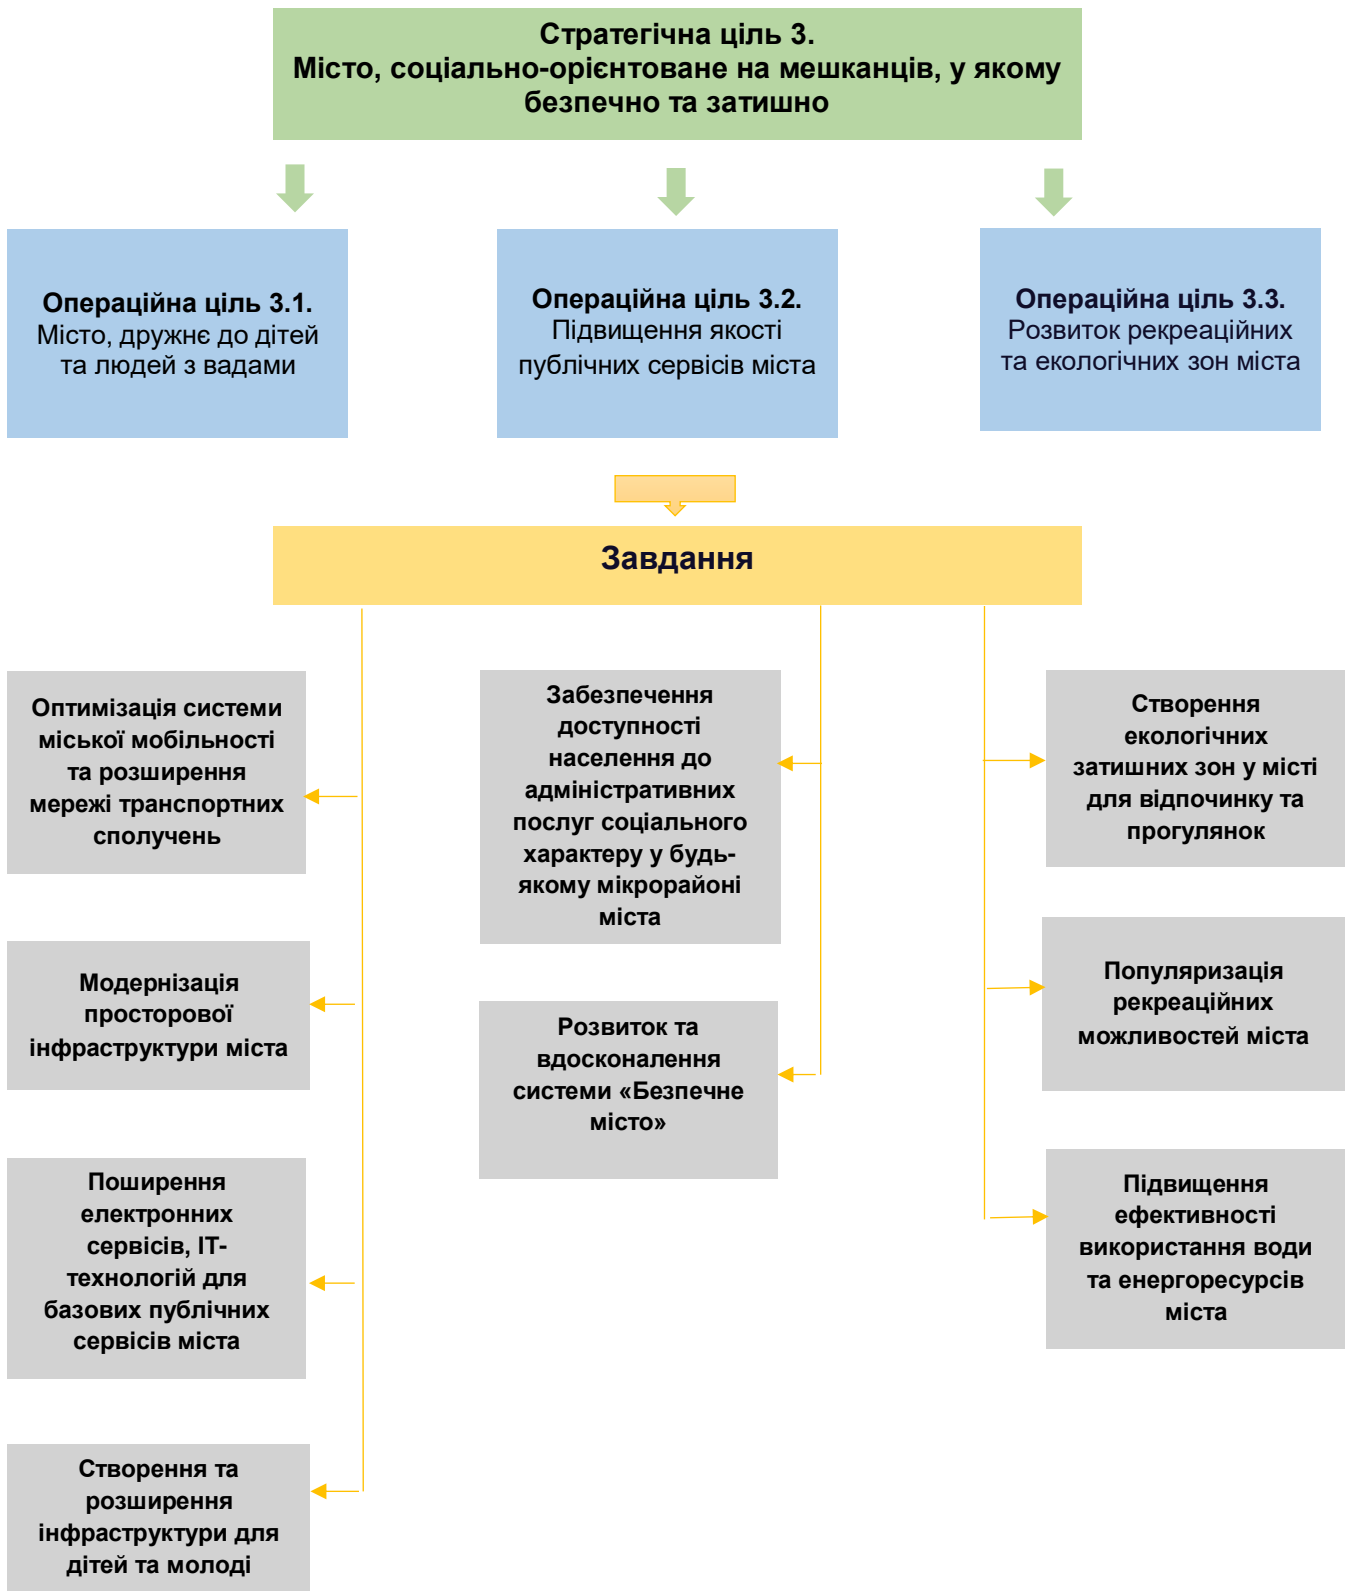 Стратегічна ціль 3.
Місто, соціально-орієнтоване на мешканців, у якому
безпечно та затишно
Операційна ціль 3.1.
Місто, дружнє до дітей
та людей з вадами
Операційна ціль 3.2.
Підвищення якості
публічних сервісів міста
Операційна ціль 3.3.
Розвиток рекреаційних
та екологічних зон міста
Завдання
Оптимізація системи
міської мобільності
та розширення
мережі транспортних
сполучень
Модернізація
просторової
інфраструктури міста
Поширення
електронних
сервісів, ІТ-
технологій для
базових публічних
сервісів міста
Створення та
розширення
інфраструктури для
дітей та молоді
Забезпечення
доступності
населення до
адміністративних
послуг соціального
характеру у будь-
якому мікрорайоні
міста
Розвиток та
вдосконалення
системи «Безпечне
місто»
Створення
екологічних
затишних зон у місті
для відпочинку та
прогулянок
Популяризація
рекреаційних
можливостей міста
Підвищення
ефективності
використання води
та енергоресурсів
міста